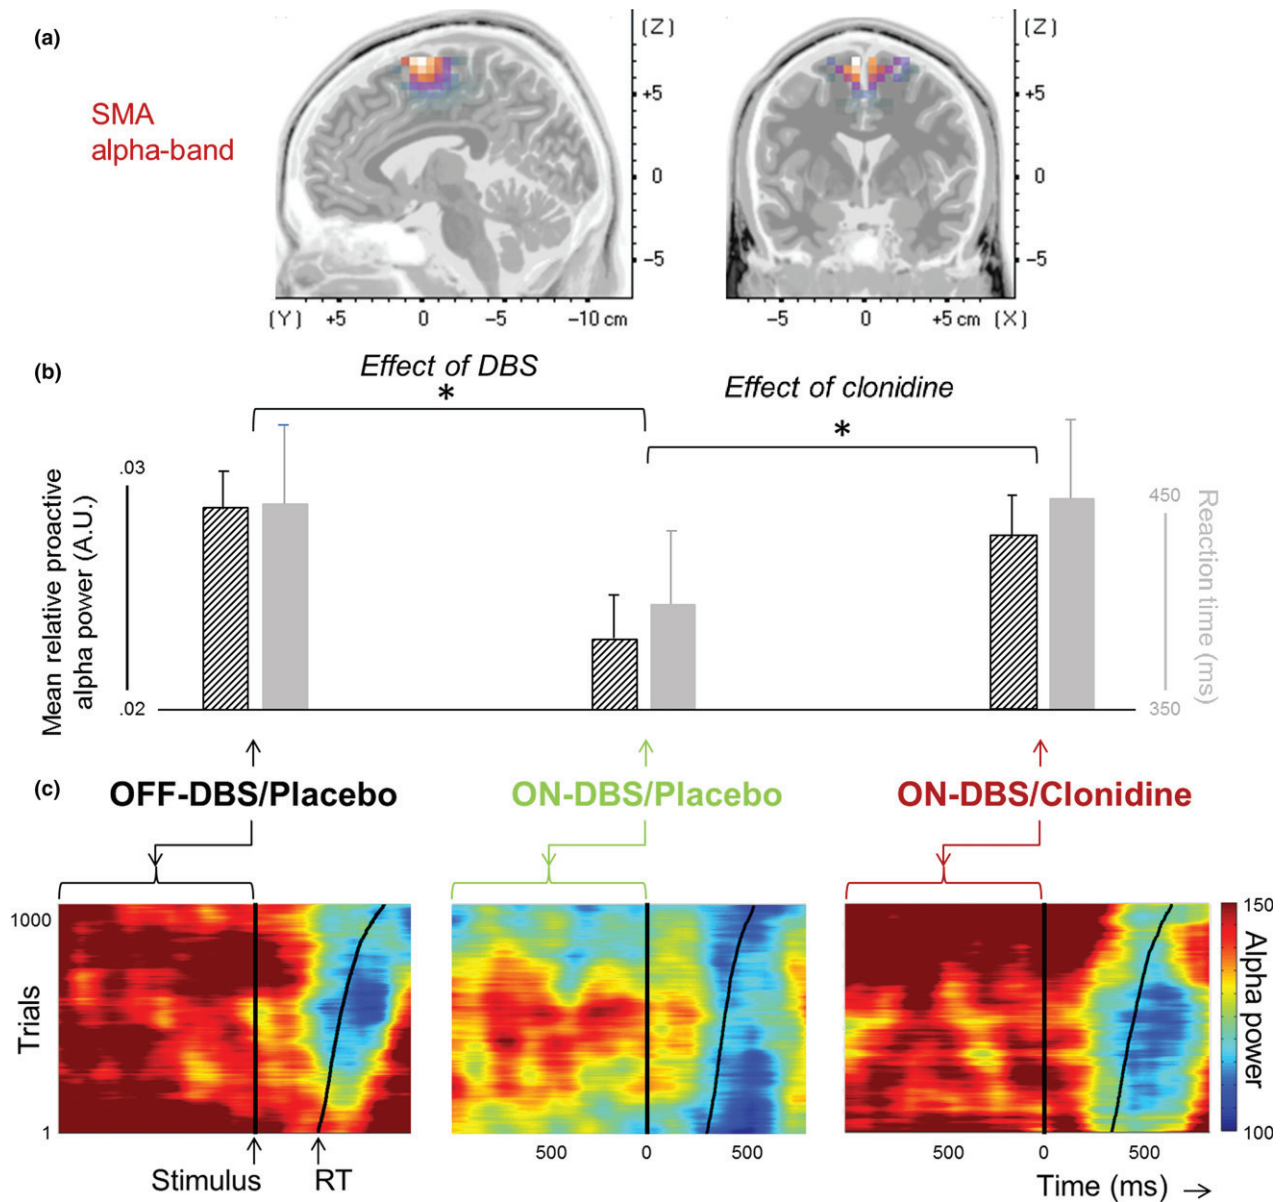 (a)
SMA
alpha-band
(Z)
+5
0
−5
(Y) +5 0 −5 −10 cm
(Z)
+5
0
−5
−5 0 +5 cm (X)
(b)
Effect of DBS
*
Effect of clonidine
*
Mean relative proactive
alpha power (A.U.)
.03
.02
450
350
Reaction time (ms)
(c)
OFF-DBS/Placebo
ON-DBS/Placebo
ON-DBS/Clonidine
Trials
1000
1
Stimulus
RT
500 0 500
0 500
Time (ms)
150
100
Alpha power